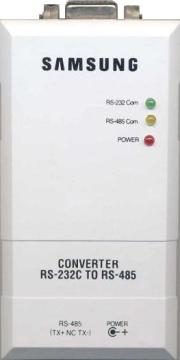 SAMSUNG
RS-232 Com
RS-485 Com
POWER
CONVERTER
RS-232C TO RS-485
RS-485 POWER
(TX+ NC TX-) - +